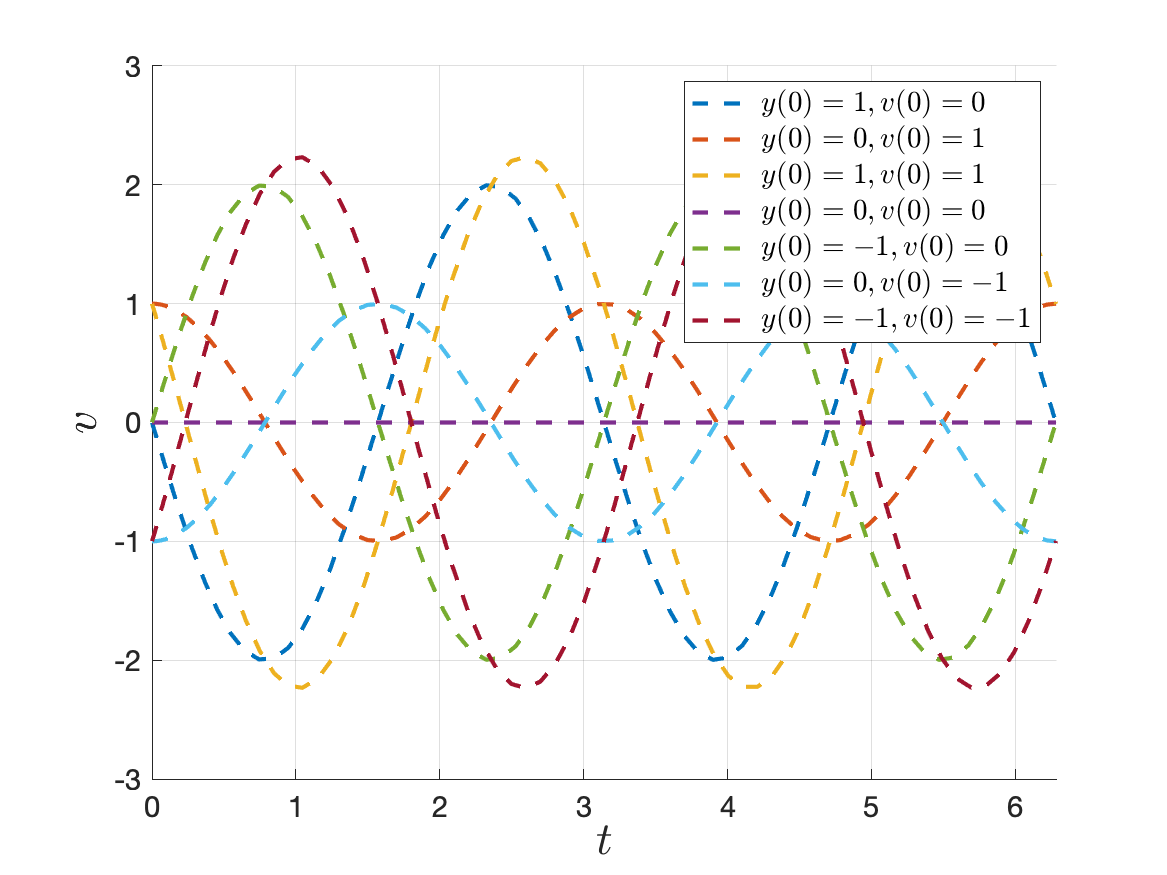 3
2
1
0
-1
-2
-3
v
0 1 2 3 4 5 6
t
y(0) = 1, v(0) = 0
y(0) = 0, v(0) = 1
y(0) = 1, v(0) = 1
y(0) = 0, v(0) = 0
y(0) = −1, v(0) = 0
y(0) = 0, v(0) = −1
y(0) = −1, v(0) = −1